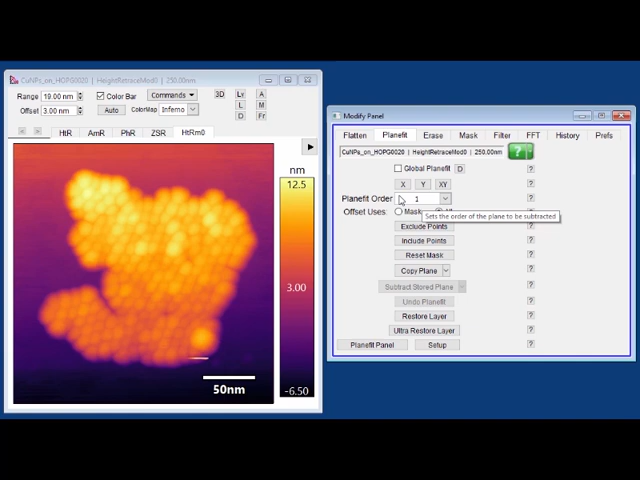 CuNPs_on_HOPG0020 | HeightRetraceMod0 | 250.00nm
Range 19.00 nm Color Bar Commands 3D Ly A
L M
Offset 3.00 nm Auto ColorMap Inferno D Fr
HtR AmR PhR ZSR HtRm0
nm
12.5
3.00
-6.50
50nm
Modify Panel
Flatten Planefit Erase Mask Filter FFT History Prefs
CuNPs_on_HOPG0020 | HeightRetraceMod0 | 250.00nm ?
Global Planefit D ?
X Y XY ?
Planefit Order 1 ?
Offset Uses: Mask
Sets the order of the plane to be subtracted
Exclude Points ?
Include Points ?
Reset Mask ?
Copy Plane ?
Subtract Stored Plane ?
Undo Planefit ?
Restore Layer ?
Ultra Restore Layer ?
Planefit Panel Setup ?